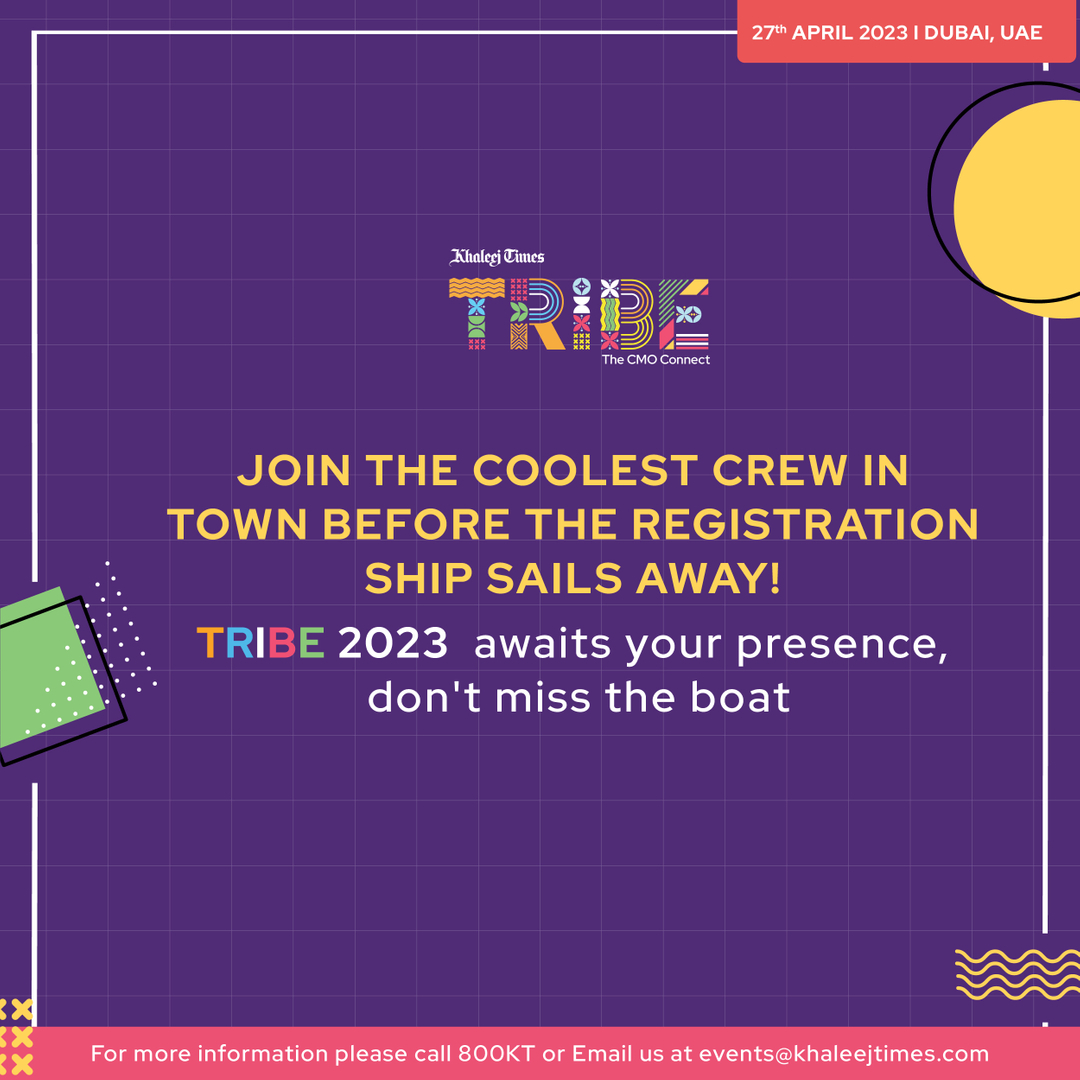 27th APRIL 2023 I DUBAI, UAE
Khaleej Times
TRiBE
The CMO Connect
JOIN THE COOLEST CREW IN
TOWN BEFORE THE REGISTRATION
SHIP SAILS AWAY!
TRIBE 2023 awaits your presence,
don't miss the boat
For more information please call 800KT or Email us at events@khaleejtimes.com